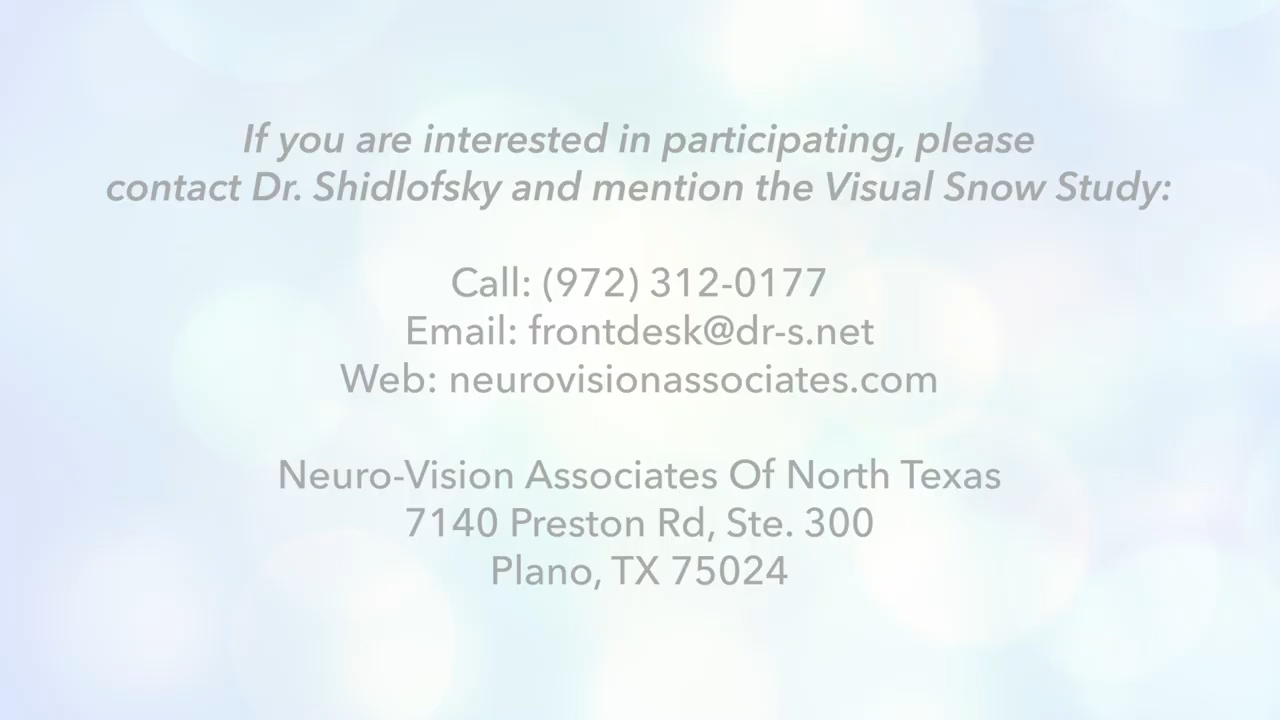 If you are interested in participating, please
contact Dr. Shidlofsky and mention the Visual Snow Study:
Call: (972) 312-0177
Email: frontdesk@dr-s.net
Web: neurovisionassociates.com
Neuro-Vision Associates Of North Texas
7140 Preston Rd, Ste. 300
Plano, TX 75024